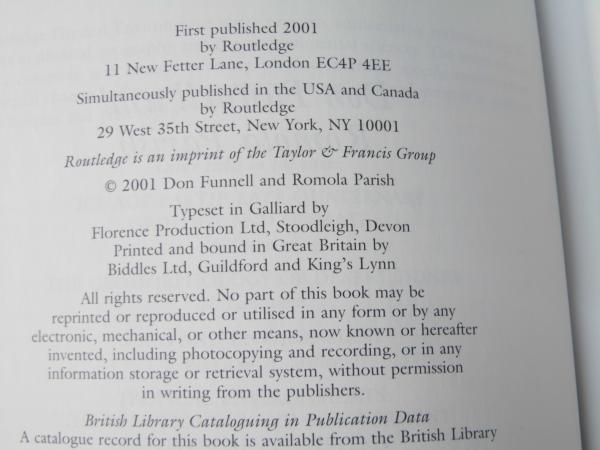 First published 2001
by Routledge
11 New Fetter Lane, London EC4P 4EE
Simultaneously published in the USA and Canada
by Routledge
29 West 35th Street, New York, NY 10001
Routledge is an imprint of the Taylor & Francis Group
© 2001 Don Funnell and Romola Parish
Typeset in Galliard by
Florence Production Ltd, Stoodleigh, Devon
Printed and bound in Great Britain by
Biddles Ltd, Guildford and King's Lynn
All rights reserved. No part of this book may be
reprinted or reproduced or utilised in any form or by any
electronic, mechanical, or other means, now known or hereafter
invented, including photocopying and recording, or in any
information storage or retrieval system, without permission
in writing from the publishers.
British Library Cataloguing in Publication Data
A catalogue record for this book is available from the British Library